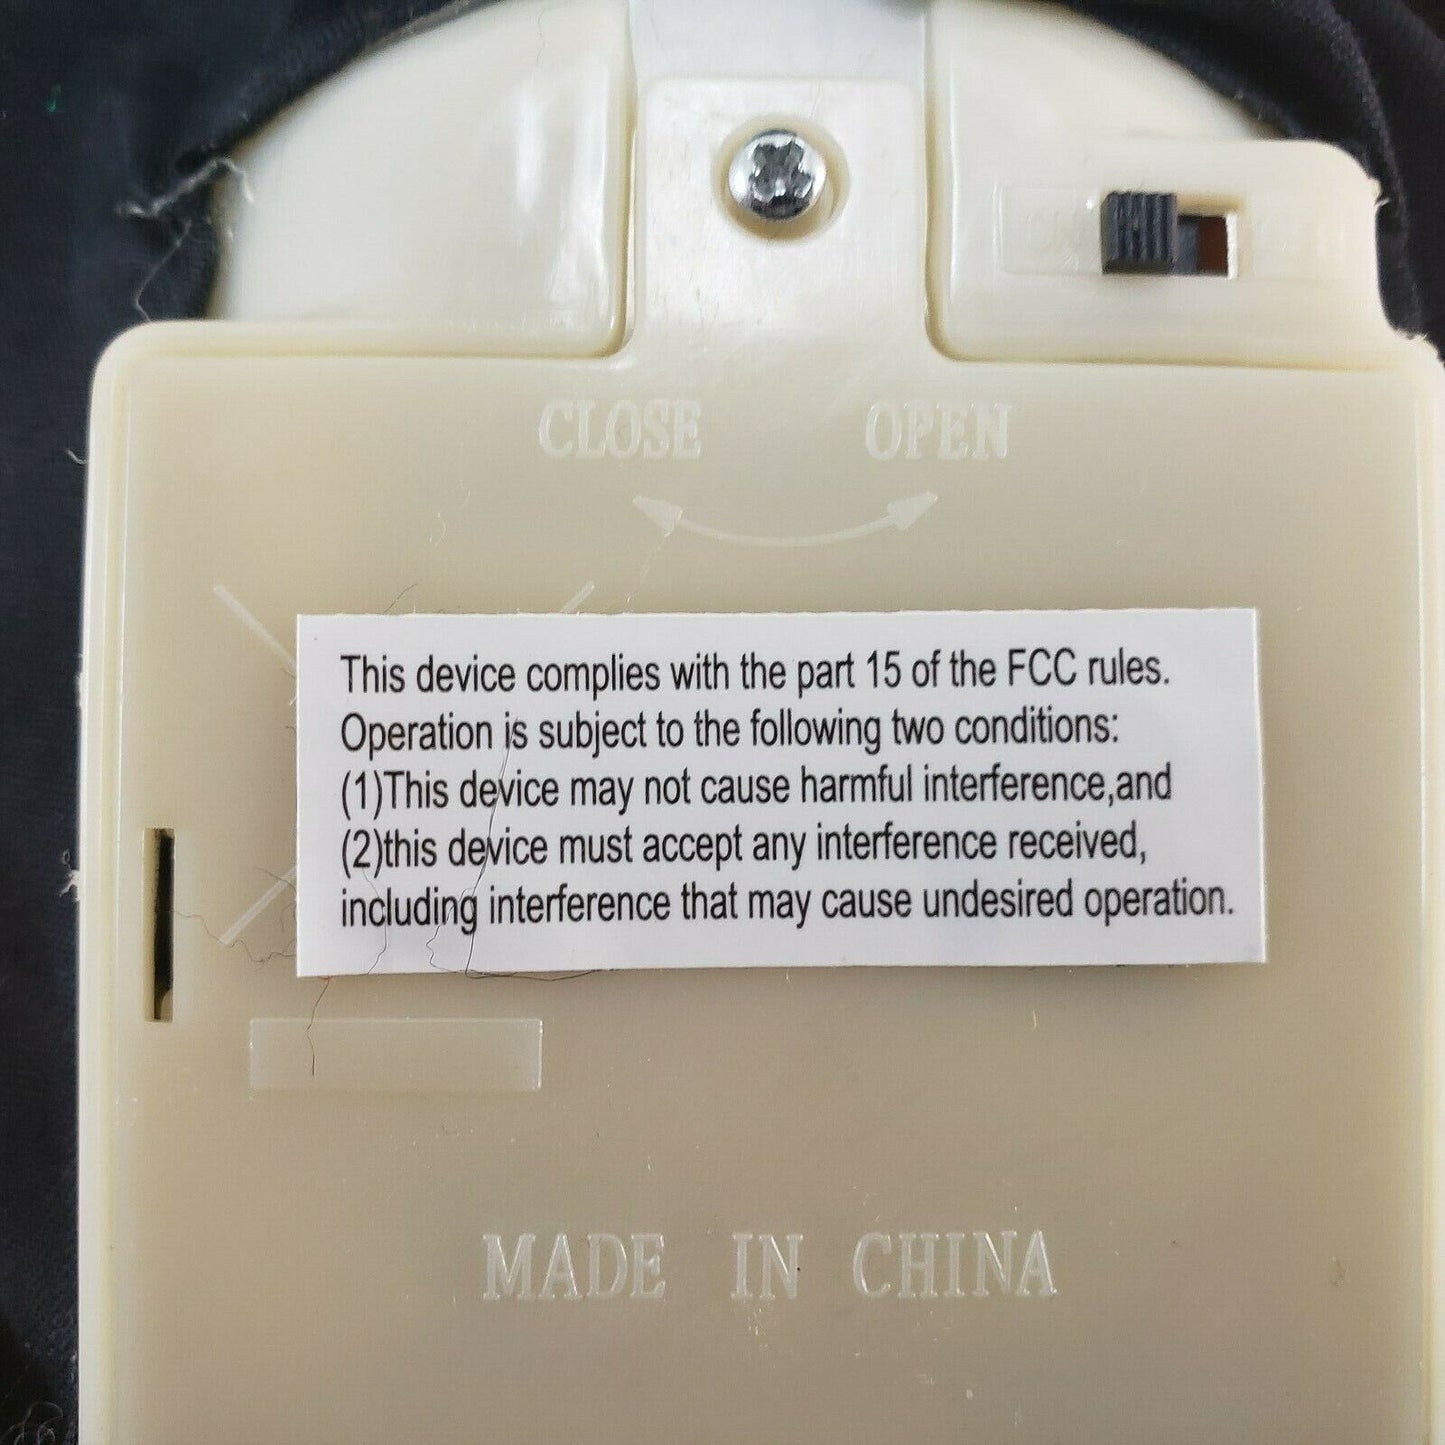 CLOSE OPEN
This device complies with the part 15 of the FCC rules.
Operation is subject to the following two conditions:
(1)This device may not cause harmful interference,and
(2)this device must accept any interference received,
including interference that may cause undesired operation.
MADE IN CHINA